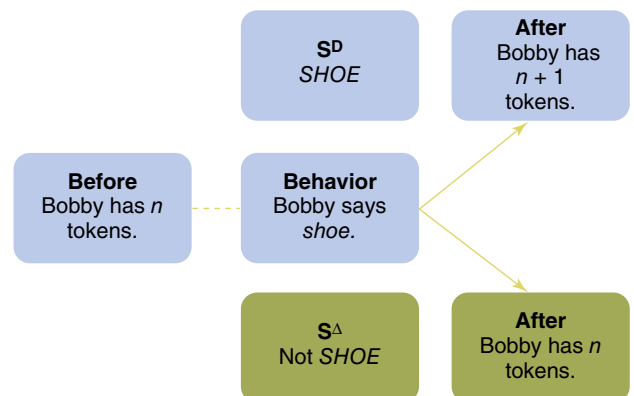 S^D
SHOE
After
Bobby has
n + 1
tokens.
Before
Bobby has n
tokens.
Behavior
Bobby says
shoe.
S^Δ
Not SHOE
After
Bobby has n
tokens.